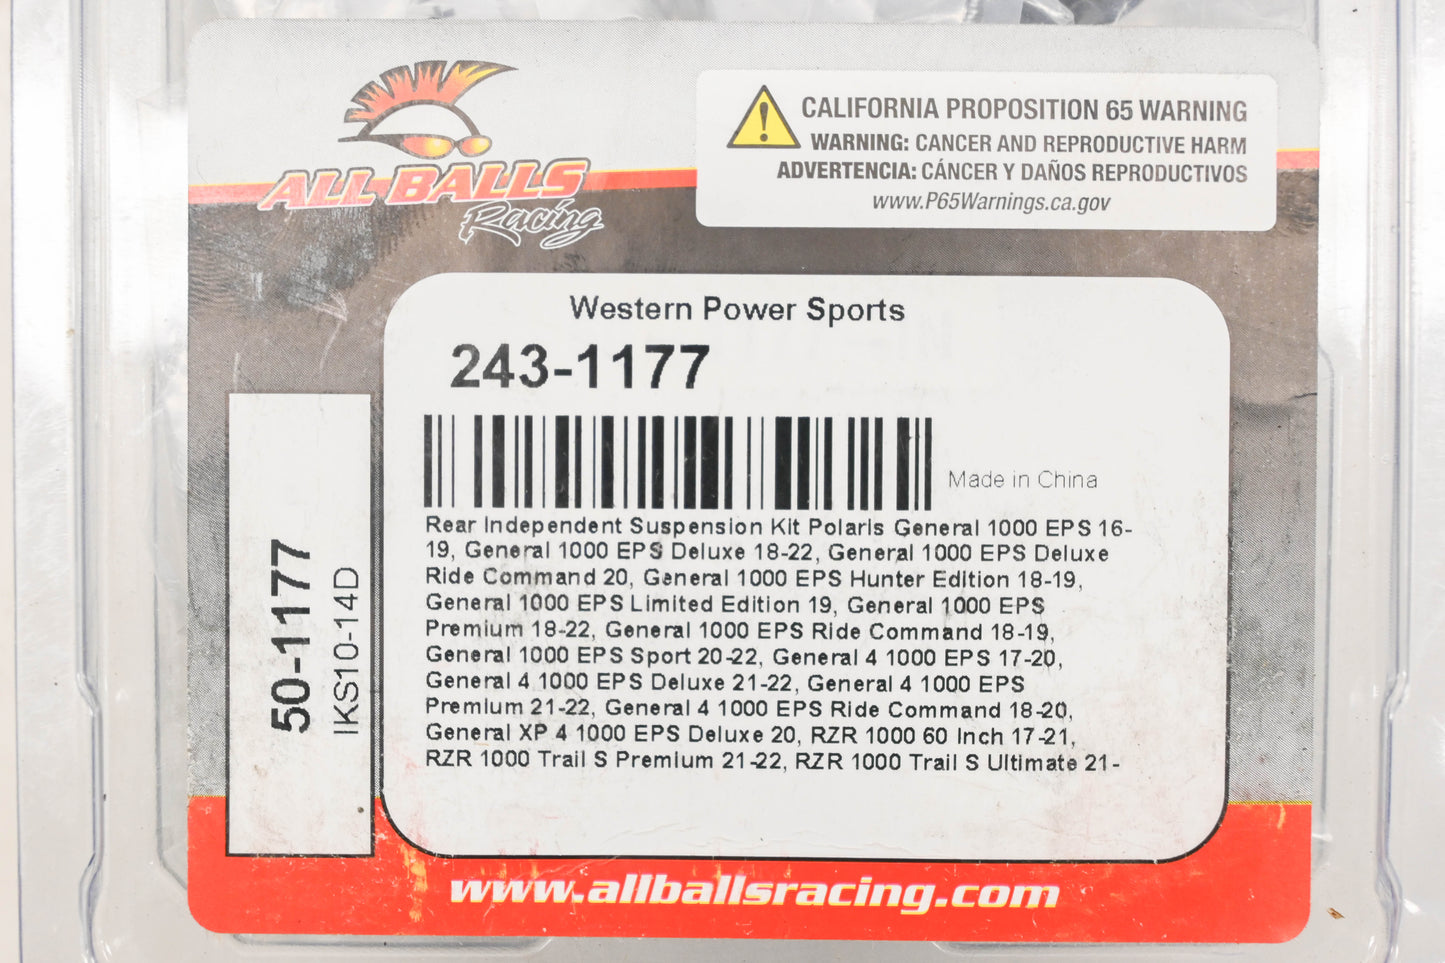 ALL BALLS
Racing
CALIFORNIA PROPOSITION 65 WARNING
WARNING: CANCER AND REPRODUCTIVE HARM
ADVERTENCIA: CÁNCER Y DAÑOS REPRODUCTIVOS
www.P65Warnings.ca.gov
Western Power Sports
243-1177
Made in China
Rear Independent Suspension Kit Polaris General 1000 EPS 16-
19, General 1000 EPS Deluxe 18-22, General 1000 EPS Deluxe
Ride Command 20, General 1000 EPS Hunter Edition 18-19,
General 1000 EPS Limited Edition 19, General 1000 EPS
Premium 18-22, General 1000 EPS Ride Command 18-19,
General 1000 EPS Sport 20-22, General 4 1000 EPS 17-20,
General 4 1000 EPS Deluxe 21-22, General 4 1000 EPS
Premium 21-22, General 4 1000 EPS Ride Command 18-20,
General XP 4 1000 EPS Deluxe 20, RZR 1000 60 Inch 17-21,
RZR 1000 Trail S Premium 21-22, RZR 1000 Trail S Ultimate 21-
50-1177
IKS10-14D
www.allballsracing.com